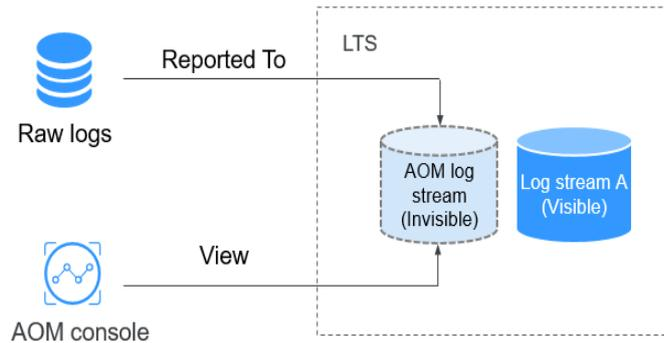 Reported To
LTS
Raw logs
AOM log
stream
(Invisible)
Log stream A
(Visible)
View
AOM console